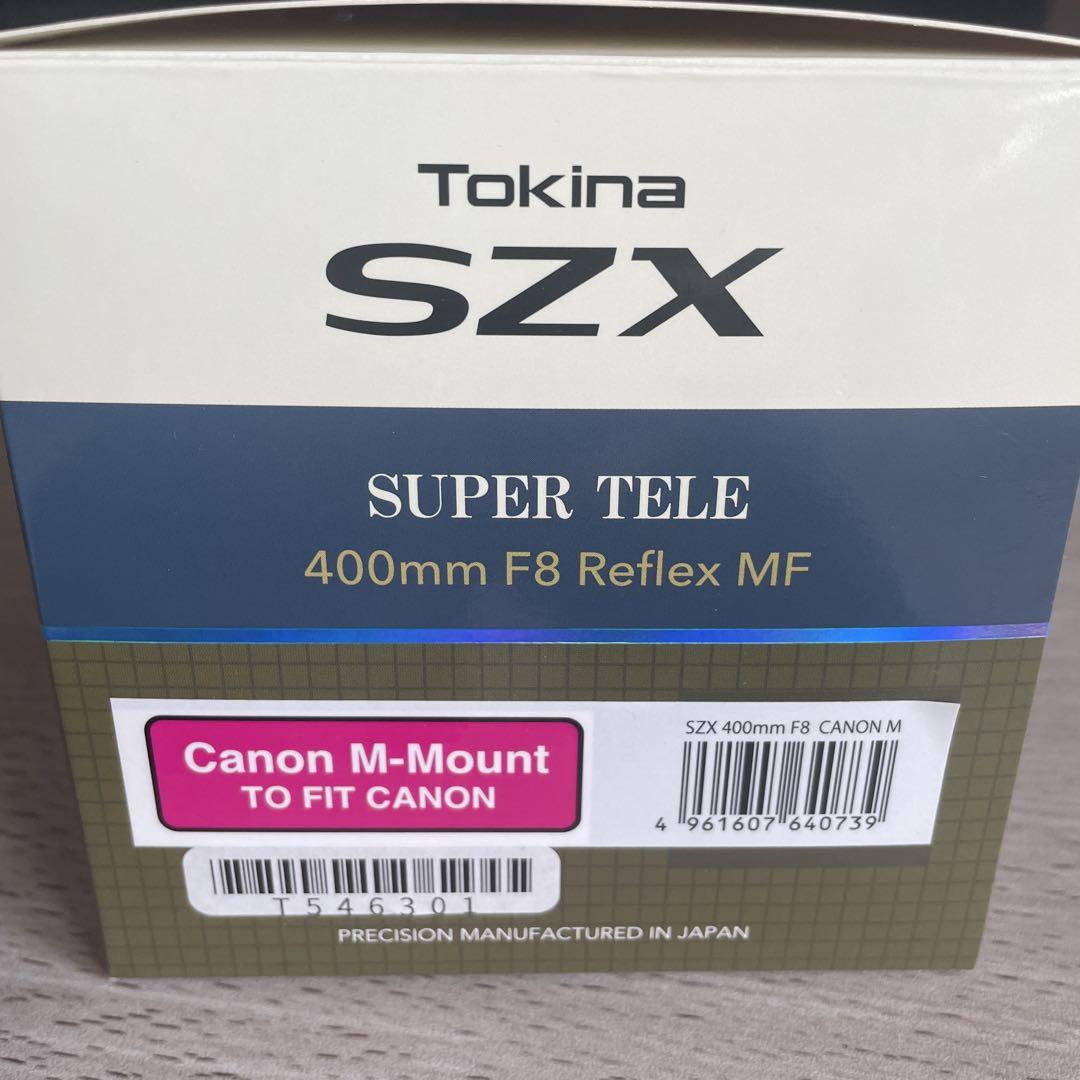 Tokina
SZX
SUPER TELE
400mm F8 Reflex MF
Canon M-Mount
TO FIT CANON
SZX 400mm F8 CANON M
4 961607 640739
T546301
PRECISION MANUFACTURED IN JAPAN